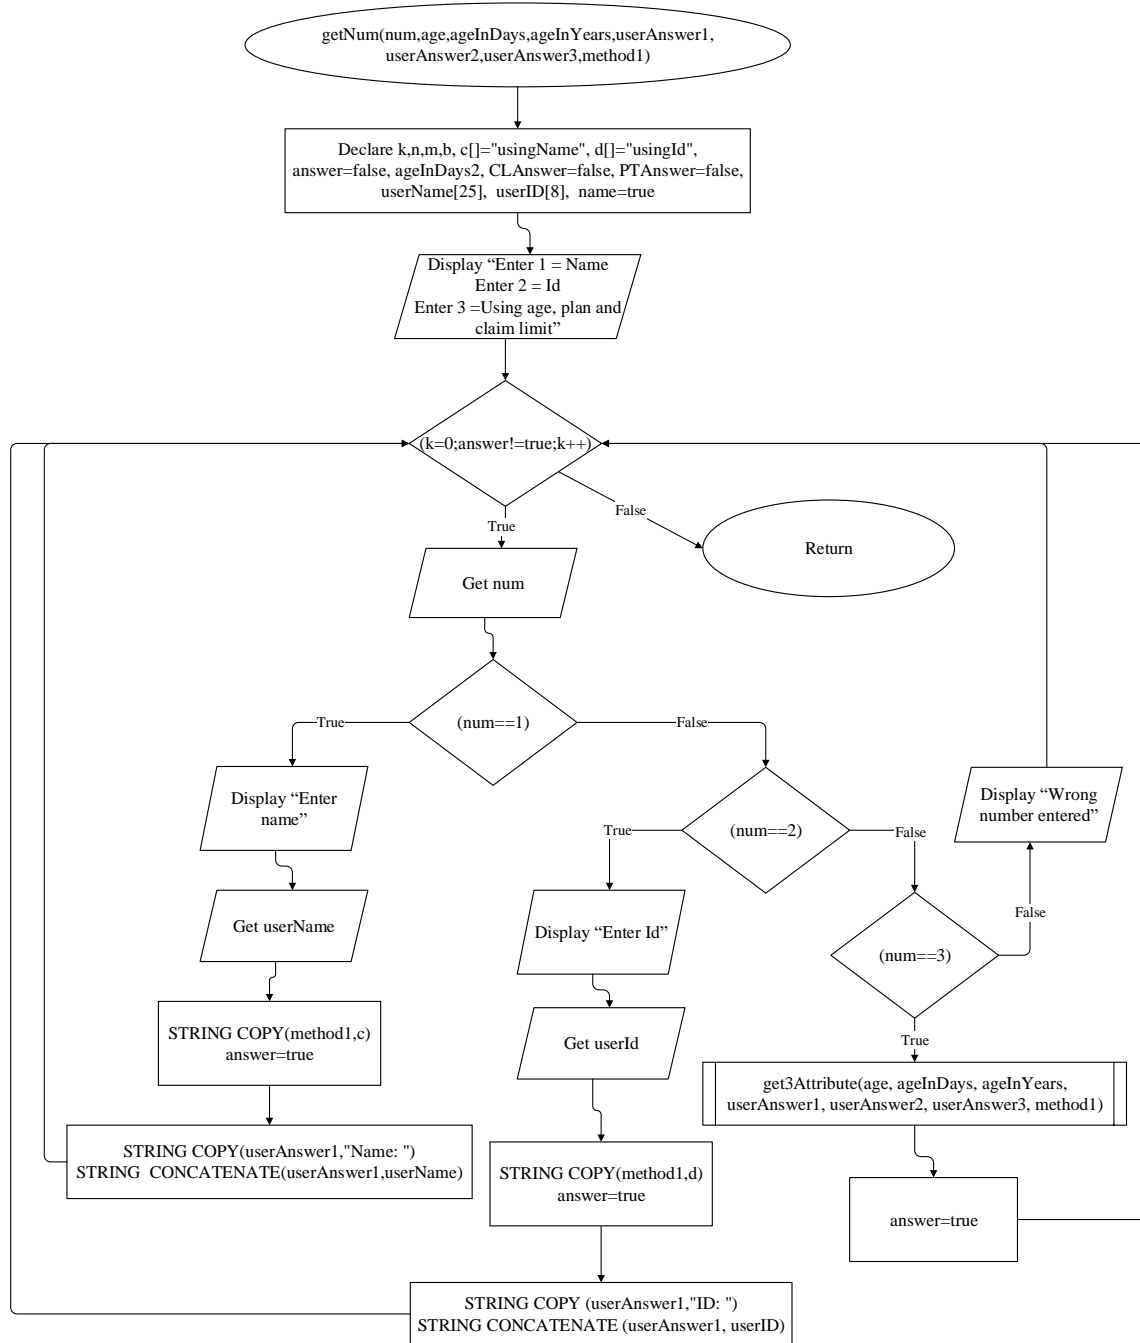 getNum(num,age,ageInDays,ageInYears,userAnswer1,
userAnswer2,userAnswer3,method1)
Declare k,n,m,b, c[]="usingName", d[]="usingId",
answer=false, ageInDays2, CLAnswer=false, PTAnswer=false,
userName[25], userID[8], name=true
Display “Enter 1 = Name
Enter 2 = Id
Enter 3 =Using age, plan and
claim limit”
(k=0;answer!=true;k++)
False
True
Return
Get num
(num==1)
True
False
Display “Enter
name”
(num==2)
True
False
Display “Wrong
number entered”
Get userName
Display “Enter Id”
(num==3)
False
True
STRING COPY(method1,c)
answer=true
Get userId
get3Attribute(age, ageInDays, ageInYears,
userAnswer1, userAnswer2, userAnswer3, method1)
STRING COPY(userAnswer1,"Name: ")
STRING CONCATENATE(userAnswer1,userName)
STRING COPY(method1,d)
answer=true
answer=true
STRING COPY (userAnswer1,"ID: ")
STRING CONCATENATE (userAnswer1, userID)